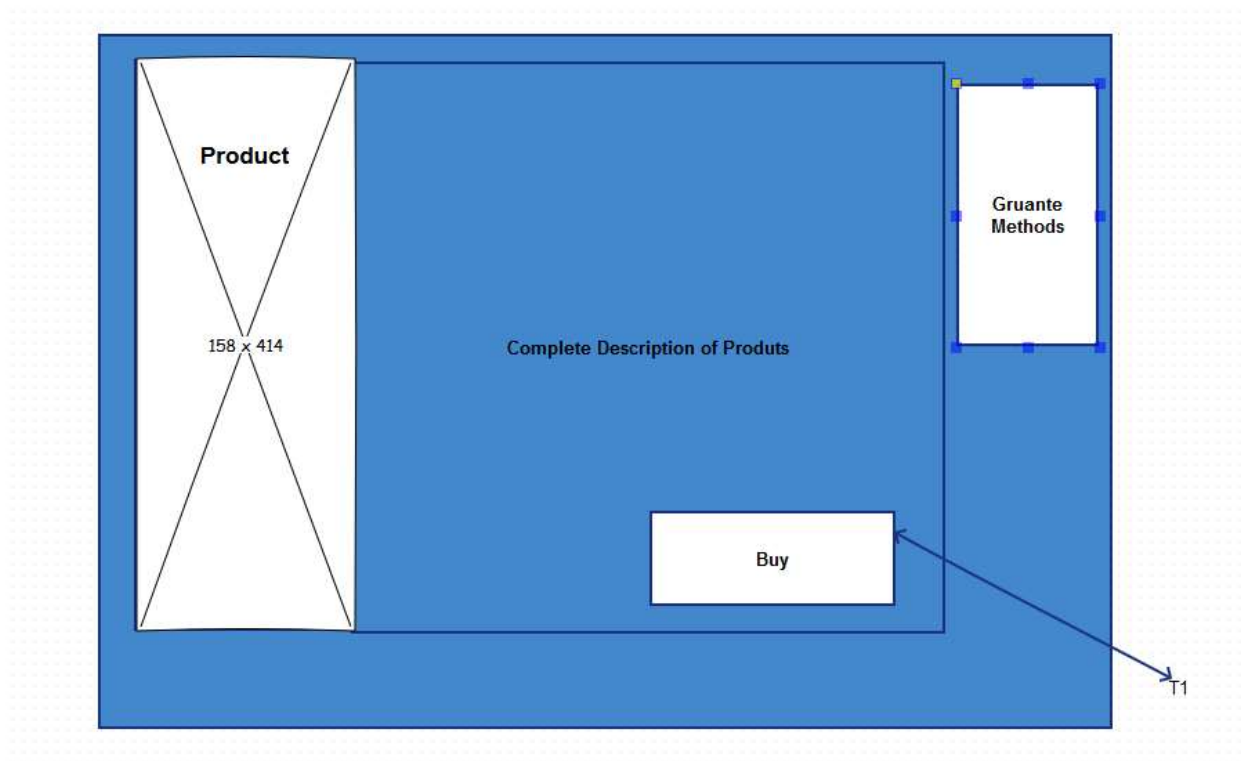 Product
158 x 414
Complete Description of Produts
Gruante
Methods
Buy
T1